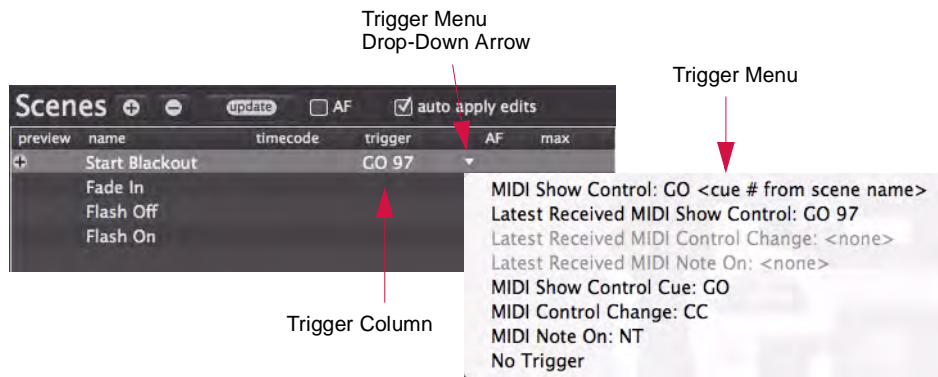 Trigger Menu
Drop-Down Arrow
Trigger Menu
Scenes update AF auto apply edits
preview name timecode trigger AF max
Start Blackout GO 97
Fade In
Flash Off
Flash On
MIDI Show Control: GO <cue # from scene name>
Latest Received MIDI Show Control: GO 97
Latest Received MIDI Control Change: <none>
Latest Received MIDI Note On: <none>
MIDI Show Control Cue: GO
MIDI Control Change: CC
MIDI Note On: NT
No Trigger
Trigger Column